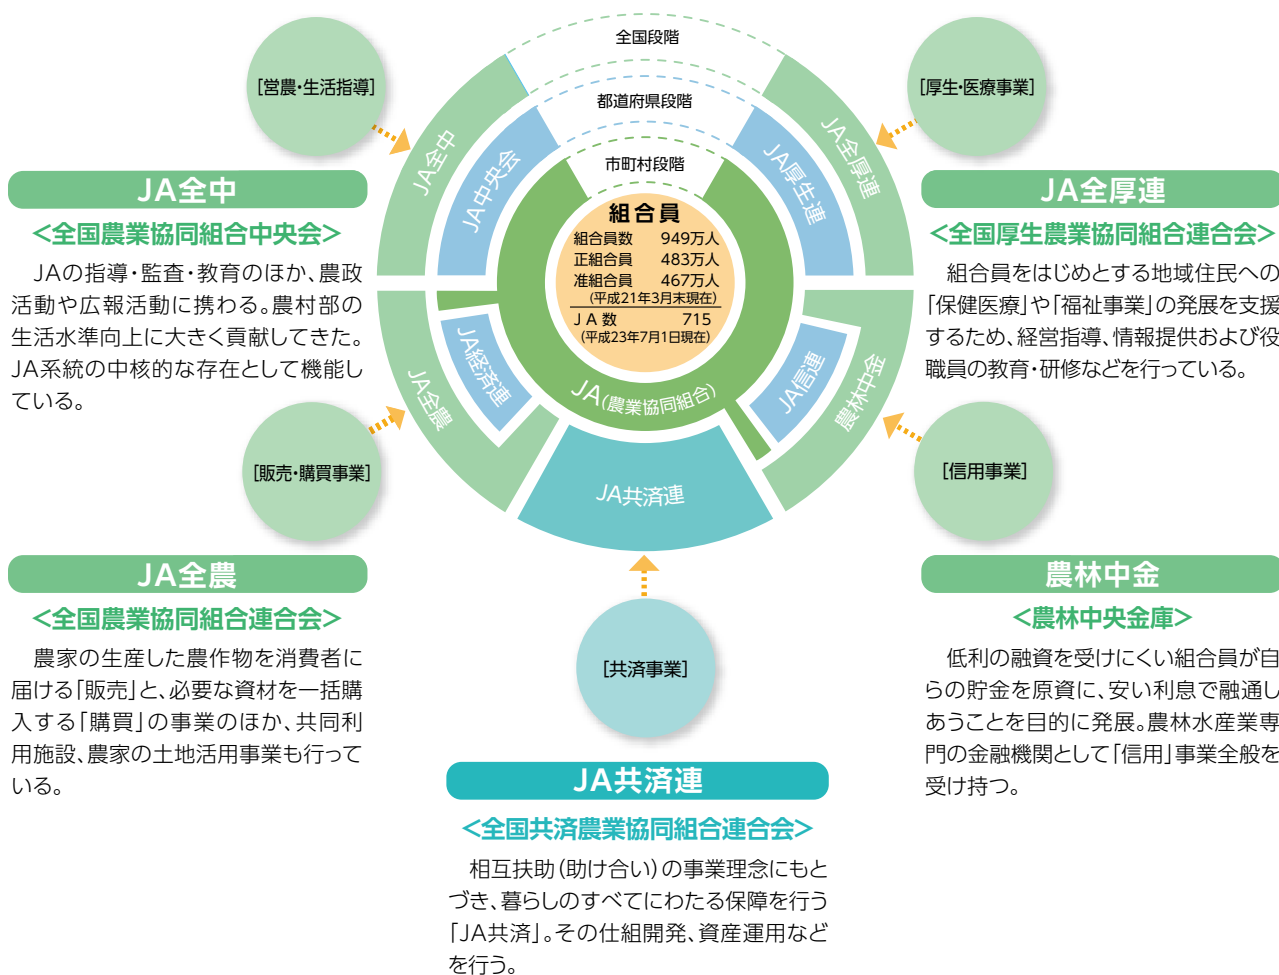 全国段階
都道府県段階
市町村段階
[営農・生活指導]
[厚生・医療事業]
JA全中
JA中央会
JA厚生連
JA全厚連
組合員
組合員数 949万人
正組合員 483万人
准組合員 467万人
(平成21年3月末現在)
JA数 715
(平成23年7月1日現在)
JA経済連
JA全農
JA(農業協同組合)
JA信連
農林中金
JA共済連
[販売・購買事業]
[信用事業]
[共済事業]
JA全中
<全国農業協同組合中央会>
JAの指導・監査・教育のほか、農政
活動や広報活動に携わる。農村部の
生活水準向上に大きく貢献してきた。
JA系統の中核的な存在として機能し
ている。
JA全厚連
<全国厚生農業協同組合連合会>
組合員をはじめとする地域住民への
「保健医療」や「福祉事業」の発展を支援
するため、経営指導、情報提供および役
職員の教育・研修などを行っている。
JA全農
<全国農業協同組合連合会>
農家の生産した農作物を消費者に
届ける「販売」と、必要な資材を一括購
入する「購買」の事業のほか、共同利
用施設、農家の土地活用事業も行って
いる。
農林中金
<農林中央金庫>
低利の融資を受けにくい組合員が自
らの貯金を原資に、安い利息で融通し
あうことを目的に発展。農林水産業専
門の金融機関として「信用」事業全般を
受け持つ。
JA共済連
<全国共済農業協同組合連合会>
相互扶助(助け合い)の事業理念にもと
づき、暮らしのすべてにわたる保障を行う
「JA共済」。その仕組開発、資産運用など
を行う。